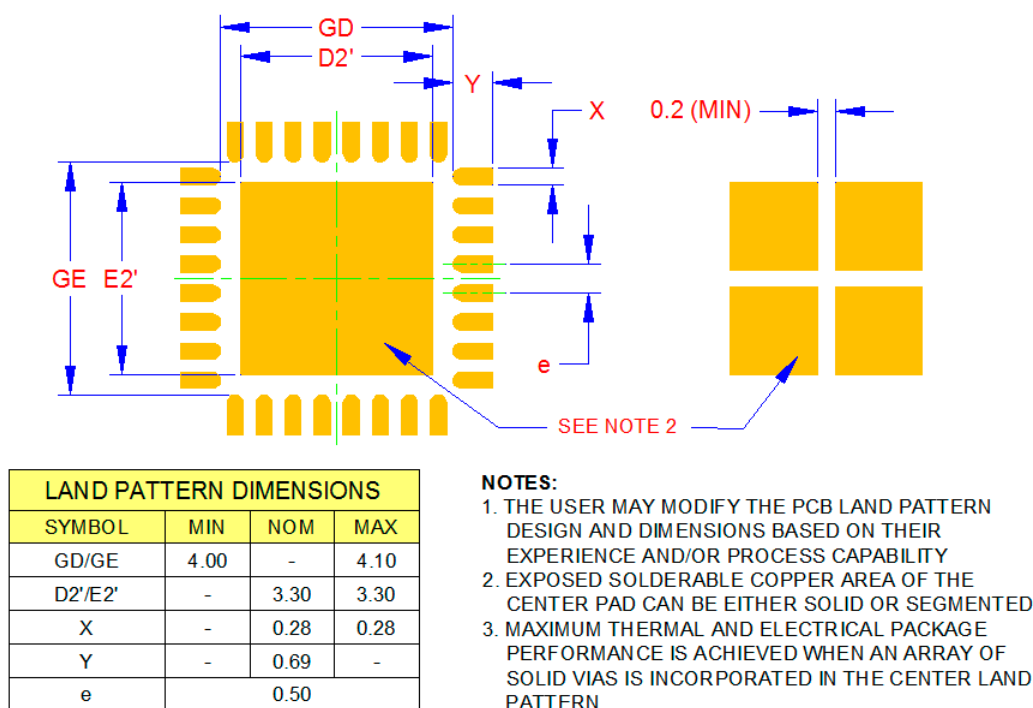 GD
D2'
Y
X
0.2 (MIN)
GE
E2'
e
SEE NOTE 2
LAND PATTERN DIMENSIONS
SYMBOL MIN NOM MAX
GD/GE 4.00 - 4.10
D2'/E2' - 3.30 3.30
X - 0.28 0.28
Y - 0.69 -
e 0.50
NOTES:
1. THE USER MAY MODIFY THE PCB LAND PATTERN
DESIGN AND DIMENSIONS BASED ON THEIR
EXPERIENCE AND/OR PROCESS CAPABILITY
2. EXPOSED SOLDERABLE COPPER AREA OF THE
CENTER PAD CAN BE EITHER SOLID OR SEGMENTED
3. MAXIMUM THERMAL AND ELECTRICAL PACKAGE
PERFORMANCE IS ACHIEVED WHEN AN ARRAY OF
SOLID VIAS IS INCORPORATED IN THE CENTER LAND
PATTERN